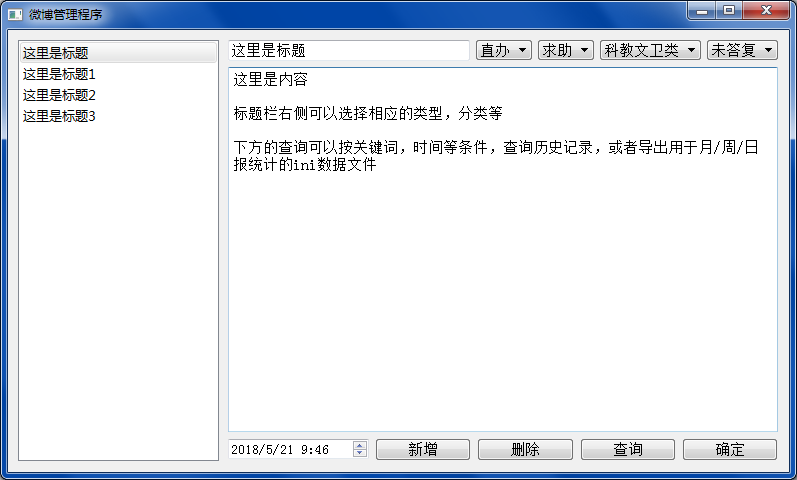 微博管理程序
这里是标题
这里是标题1
这里是标题2
这里是标题3
这里是标题 直办 求助 科教文卫类 未答复
这里是内容
标题栏右侧可以选择相应的类型，分类等
下方的查询可以按关键词，时间等条件，查询历史记录，或者导出用于月/周/日
报统计的ini数据文件
2018/5/21 9:46 新增 删除 查询 确定